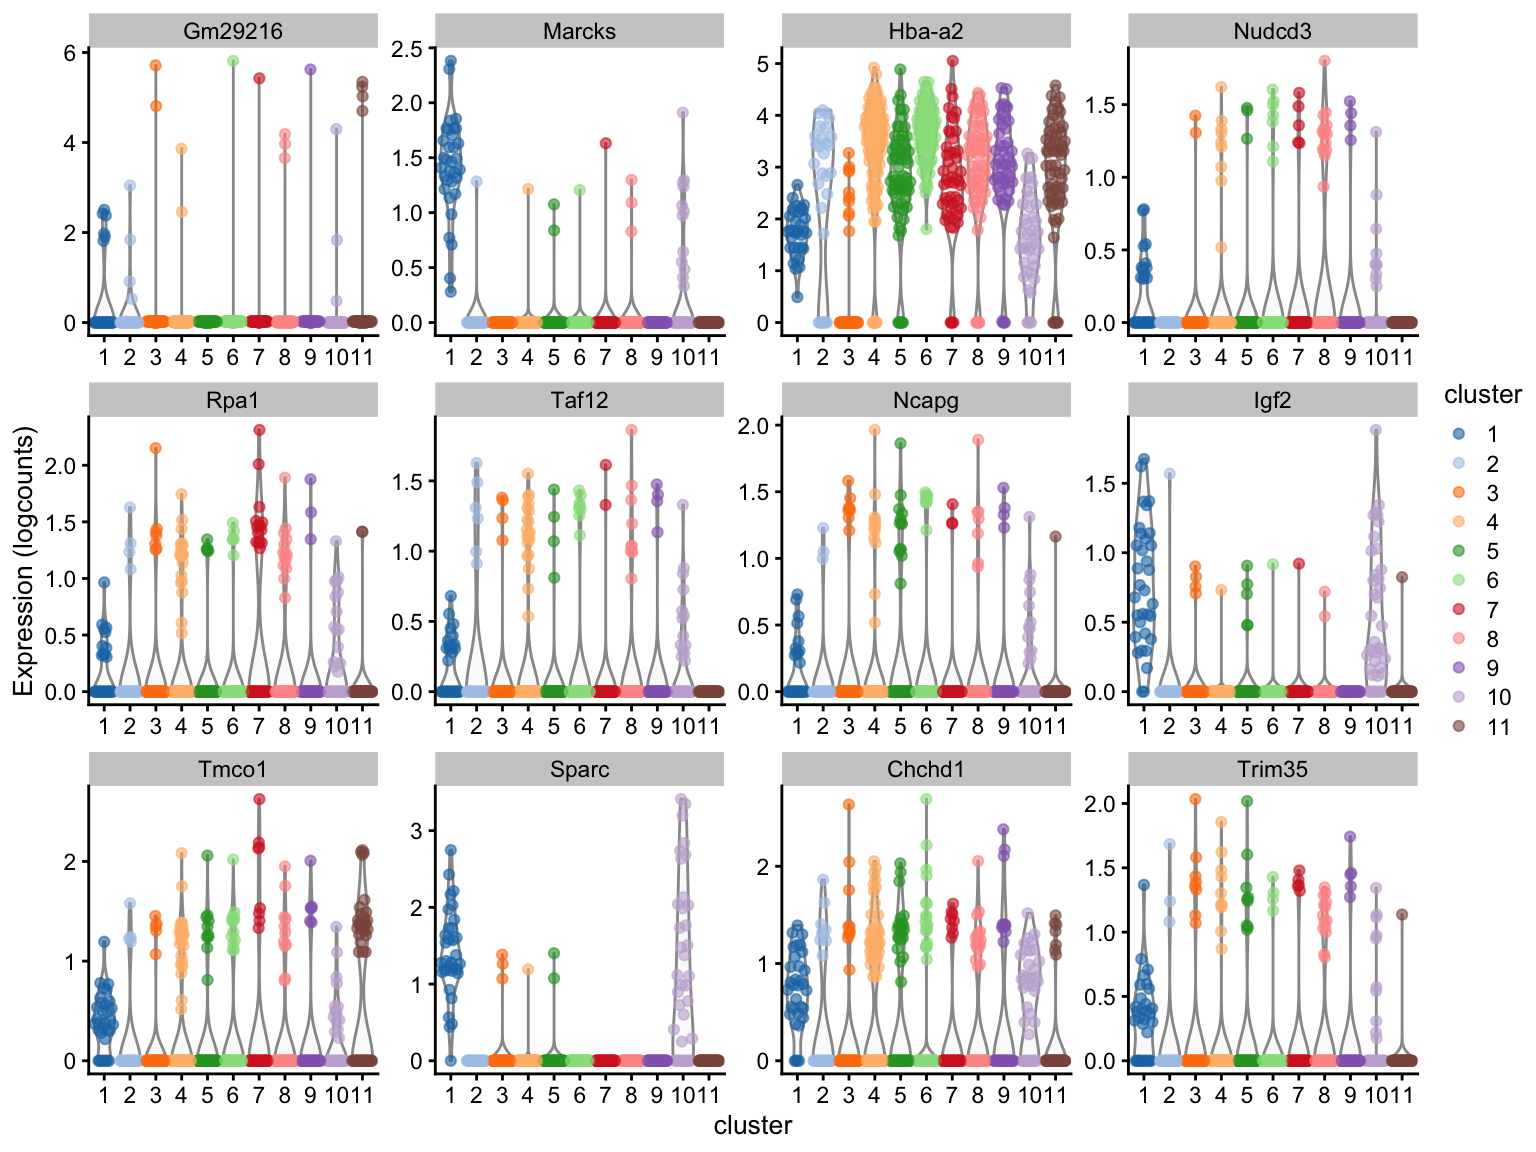 Gm29216 Marcks Hba-a2 Nudcd3
6 4 2 0
2.5 2.0 1.5 1.0 0.5 0.0
5 4 3 2 1 0
1.5 1.0 0.5 0.0
1 2 3 4 5 6 7 8 9 10 11
1 2 3 4 5 6 7 8 9 10 11
1 2 3 4 5 6 7 8 9 10 11
1 2 3 4 5 6 7 8 9 10 11
Rpa1 Taf12 Ncapg Igf2
2.0 1.5 1.0 0.5 0.0
1.5 1.0 0.5 0.0
2.0 1.5 1.0 0.5 0.0
1.5 1.0 0.5 0.0
1 2 3 4 5 6 7 8 9 10 11
1 2 3 4 5 6 7 8 9 10 11
1 2 3 4 5 6 7 8 9 10 11
1 2 3 4 5 6 7 8 9 10 11
Tmco1 Sparc Chchd1 Trim35
2 1 0
3 2 1 0
2 1 0
2.0 1.5 1.0 0.5 0.0
1 2 3 4 5 6 7 8 9 10 11
1 2 3 4 5 6 7 8 9 10 11
1 2 3 4 5 6 7 8 9 10 11
1 2 3 4 5 6 7 8 9 10 11
Expression (logcounts)
cluster
cluster
1
2
3
4
5
6
7
8
9
10
11